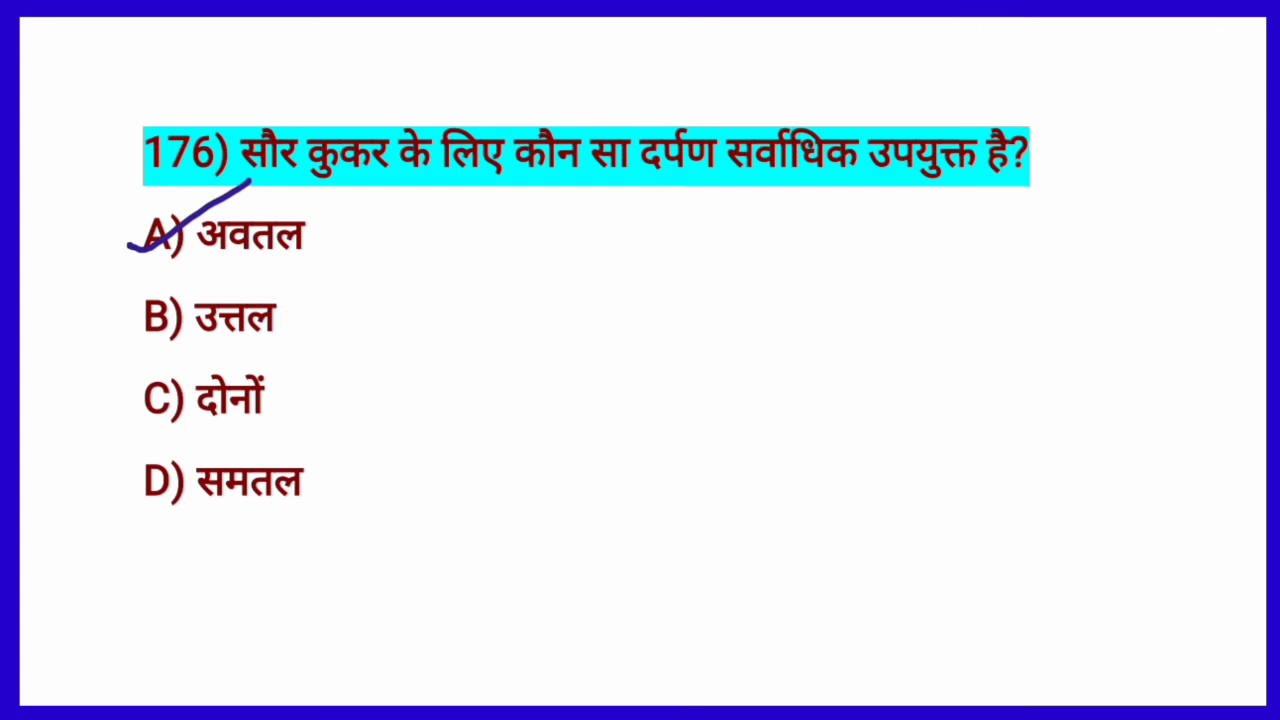 176) सौर कुकर के लिए कौन सा दर्पण सर्वाधिक उपयुक्त है?
A) अवतल
B) उत्तल
C) दोनों
D) समतल